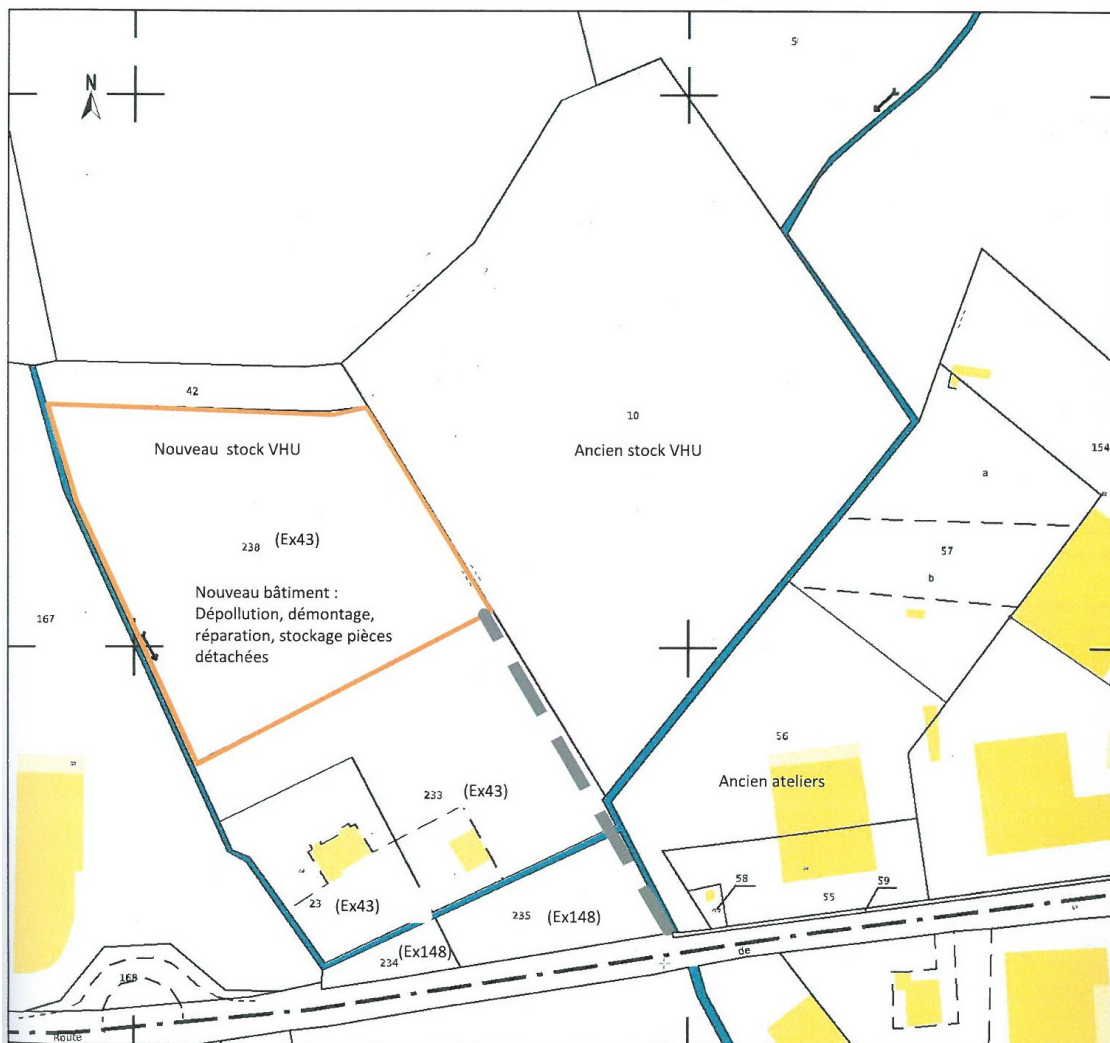 N
42
Nouveau stock VHU
10
Ancien stock VHU
154
a
238 (Ex43)
57
b
Nouveau bâtiment :
Dépollution, démontage,
réparation, stockage pièces
détachées
167
56
Ancien ateliers
233 (Ex43)
58
59
55
23 (Ex43)
235 (Ex148)
234 (Ex148)
de
168
Route